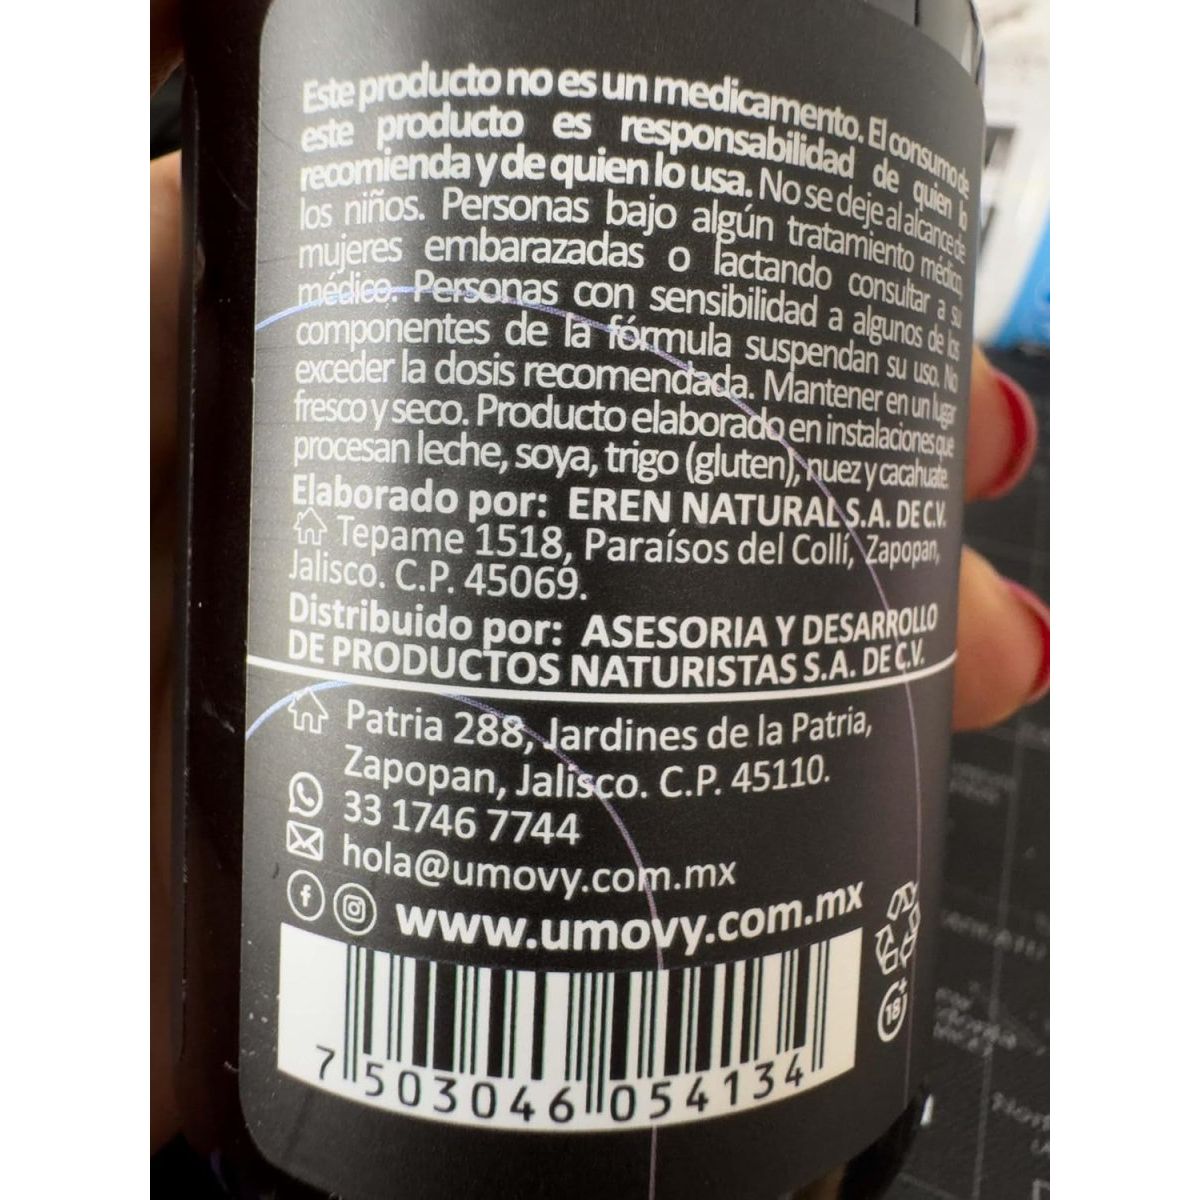 Este producto no es un medicamento. El consumo de
este producto es responsabilidad de quien lo
recomienda y de quien lo usa. No se deje al alcance de
los niños. Personas bajo algún tratamiento médico,
mujeres embarazadas o lactando consultar a su
médico. Personas con sensibilidad a algunos de los
componentes de la fórmula suspendan su uso. No
exceder la dosis recomendada. Mantener en un lugar
fresco y seco. Producto elaborado en instalaciones que
procesan leche, soya, trigo (gluten), nuez y cacahuate.
Elaborado por: EREN NATURAL S.A. DE C.V.
Tepame 1518, Paraísos del Collí, Zapopan,
Jalisco. C.P. 45069.
Distribuido por: ASESORIA Y DESARROLLO
DE PRODUCTOS NATURISTAS S.A. DE C.V.
Patria 288, Jardines de la Patria,
Zapopan, Jalisco. C.P. 45110.
33 1746 7744
hola@umovy.com.mx
www.umovy.com.mx
18+
7 503046 054134